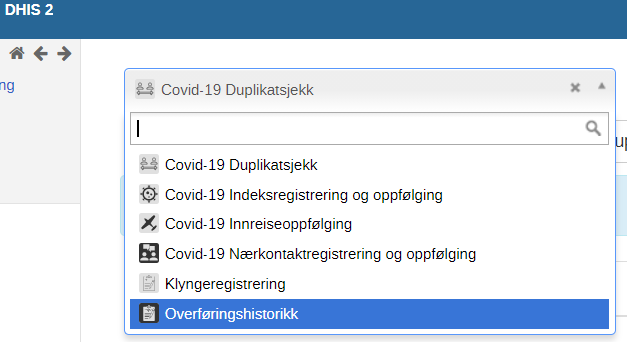 DHIS 2
ng
Covid-19 Duplikatsjekk
Covid-19 Duplikatsjekk
Covid-19 Indeksregistrering og oppfølging
Covid-19 Innreiseoppfølging
Covid-19 Nærkontaktregistrering og oppfølging
Klyngeregistrering
Overføringshistorikk